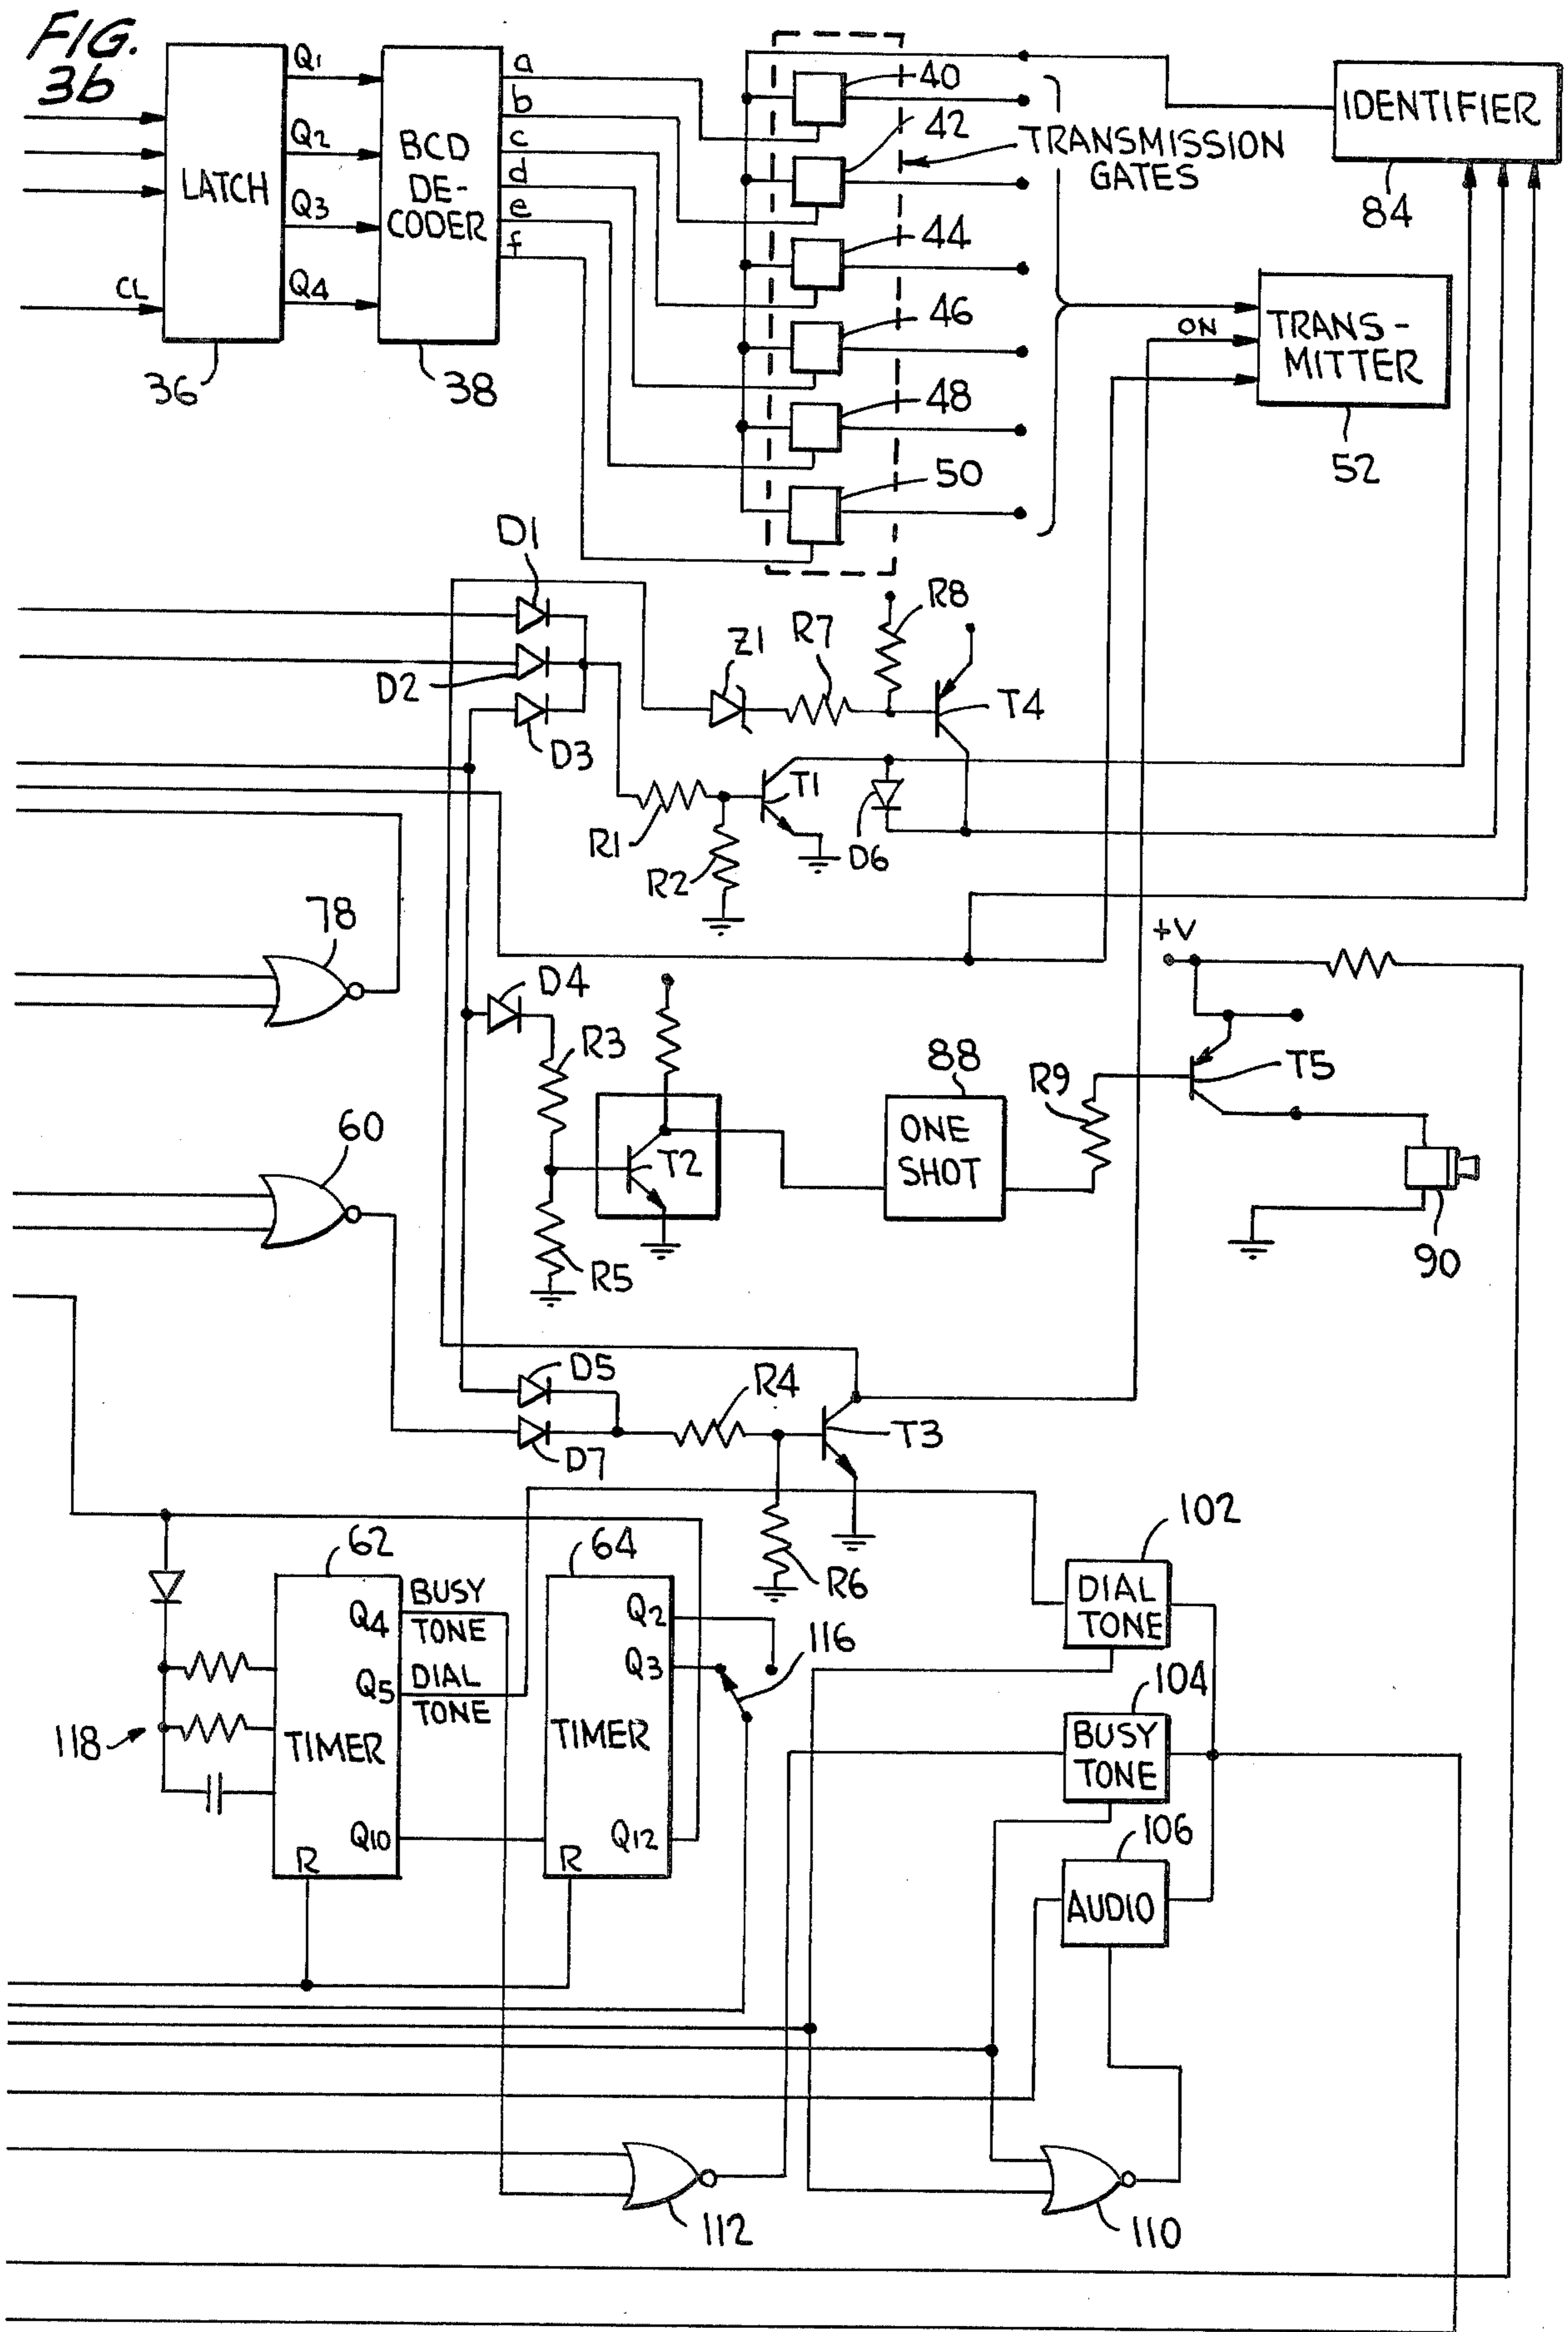 FIG.
3b
Q1
Q2
Q3
Q4
CL
LATCH
36
BCD
DE-
CODER
38
a
b
c
d
e
f
40
42
44
46
48
50
TRANSMISSION
GATES
IDENTIFIER
84
ON
TRANS-
MITTER
52
D1
D2
D3
Z1
R7
R8
T4
T1
R1
R2
D6
78
+V
D4
R3
T2
R5
88
ONE
SHOT
R9
T5
90
60
D5
D7
R4
T3
R6
62
Q4
BUSY
TONE
Q5
DIAL
TONE
TIMER
Q10
R
118
64
Q2
Q3
TIMER
Q12
R
116
102
DIAL
TONE
104
BUSY
TONE
106
AUDIO
112
110